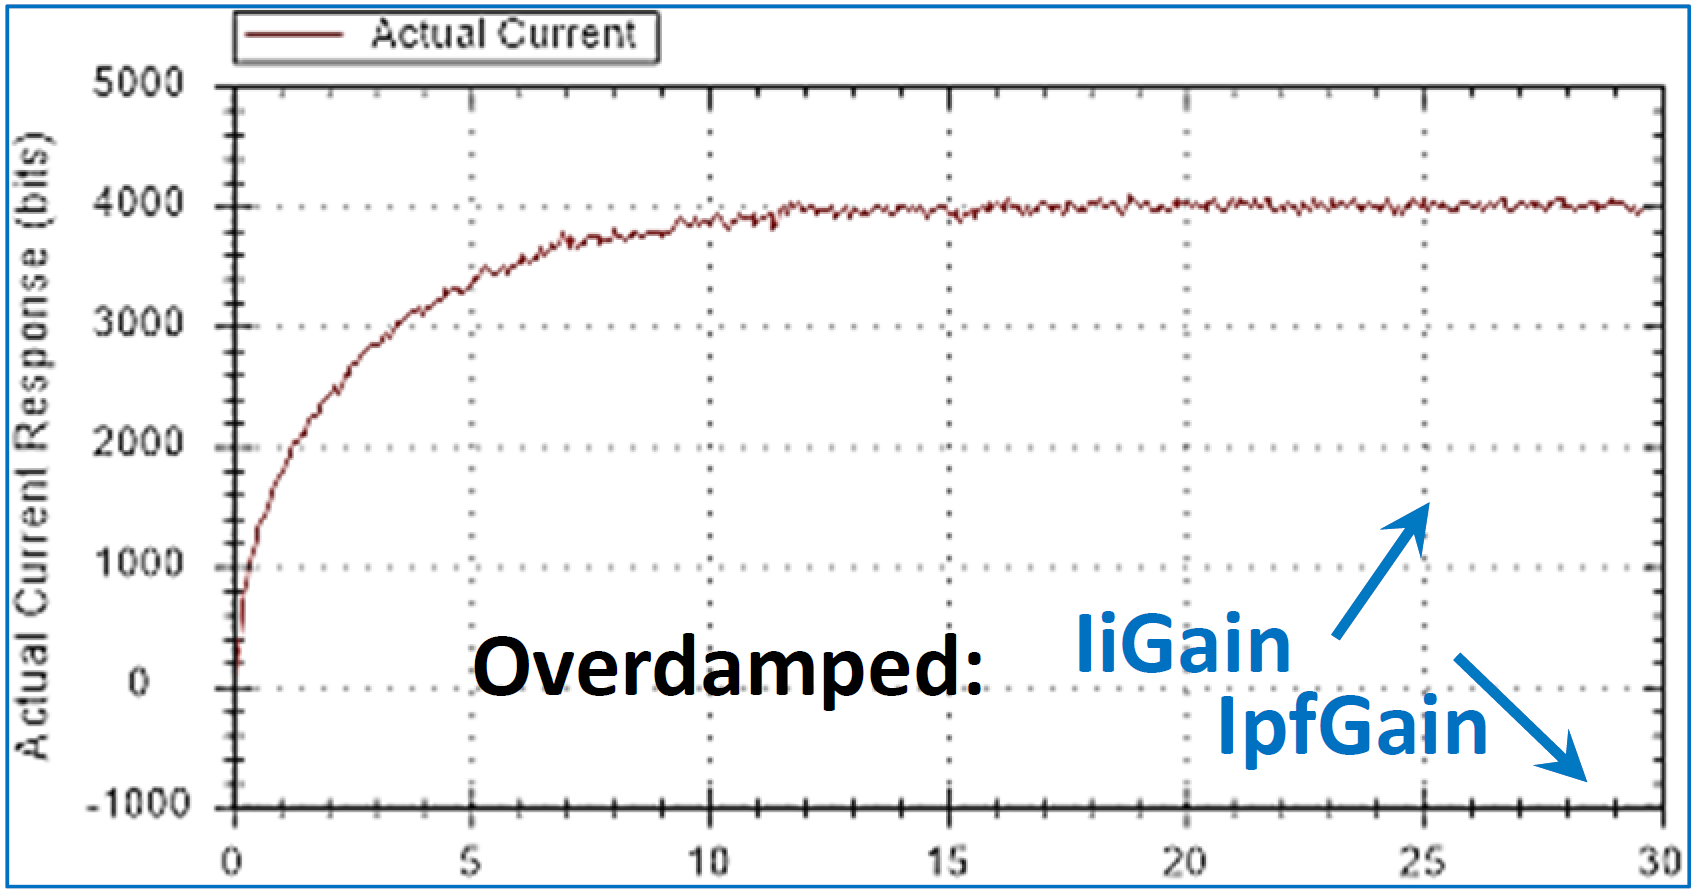 Actual Current
5000
4000
3000
2000
1000
0
-1000
Actual Current Response (bits)
Overdamped:
IiGain
IpfGain
0 5 10 15 20 25 30